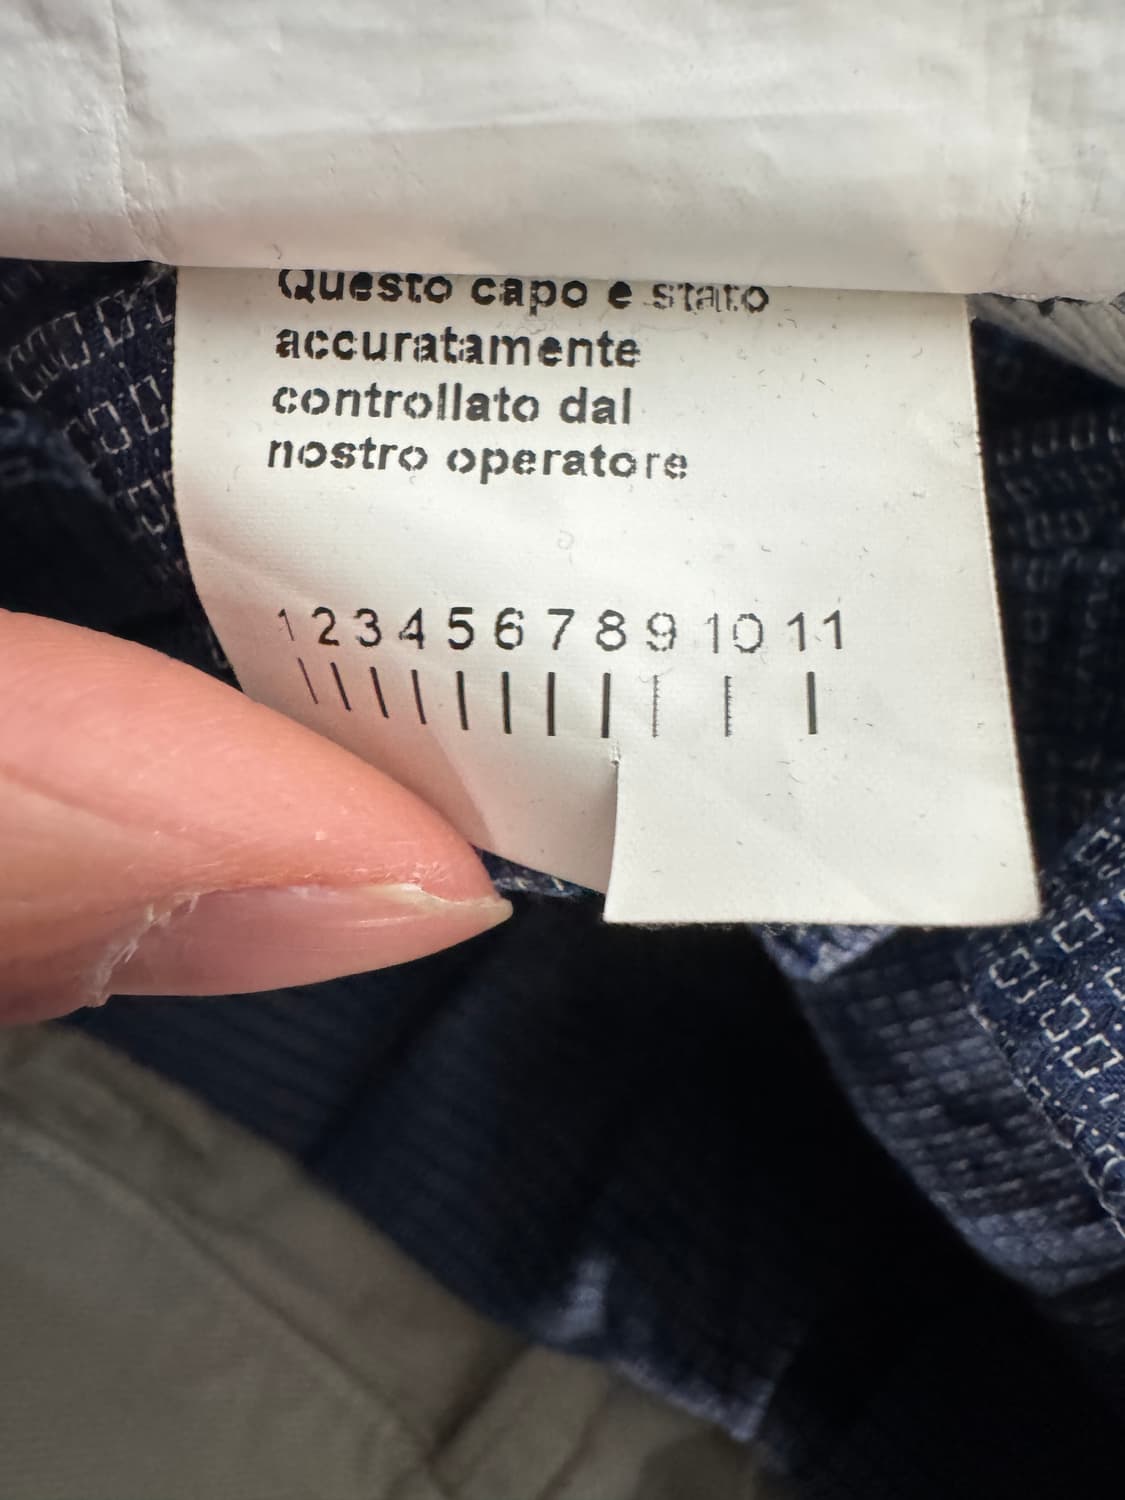 Questo capo e stato
accuratamente
controllato dal
nostro operatore
1 2 3 4 5 6 7 8 9 10 11